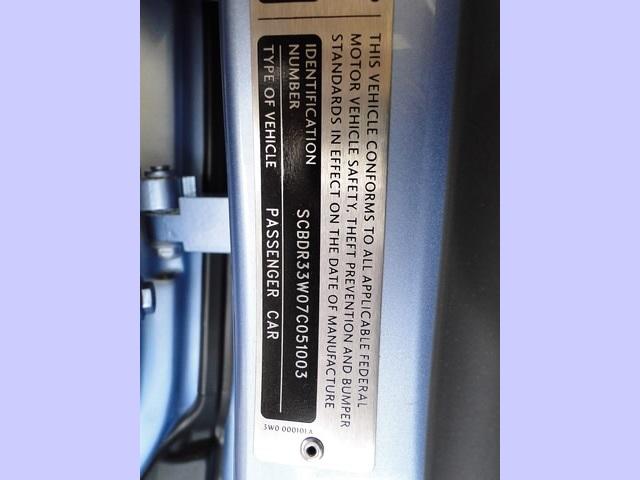 THIS VEHICLE CONFORMS TO ALL APPLICABLE FEDERAL
MOTOR VEHICLE SAFETY, THEFT PREVENTION AND BUMPER
STANDARDS IN EFFECT ON THE DATE OF MANUFACTURE
IDENTIFICATION
NUMBER SCBDR33W07C051003
TYPE OF VEHICLE PASSENGER CAR
3W0 000101 A